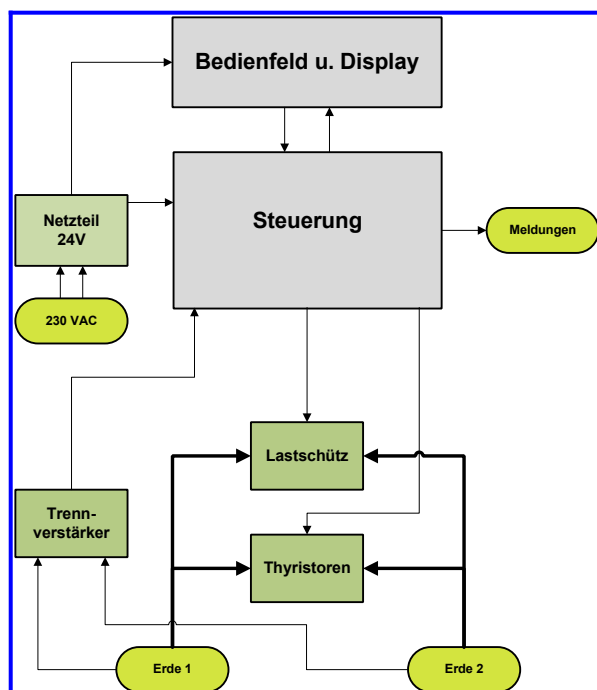 Bedienfeld u. Display
Netzteil
24V
Steuerung
Meldungen
230 VAC
Lastschütz
Trenn-
verstärker
Thyristoren
Erde 1
Erde 2